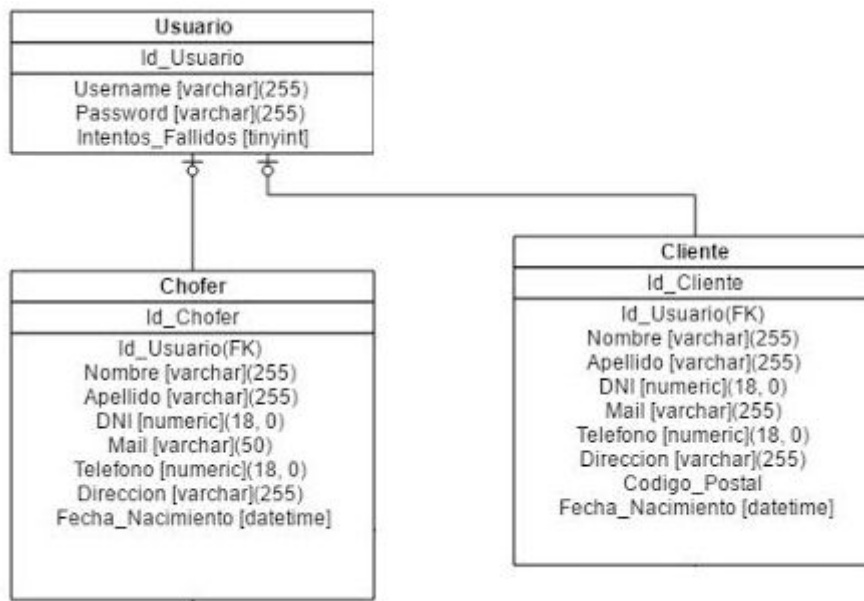 Usuario
Id_Usuario
Username [varchar](255)
Password [varchar](255)
Intentos_Fallidos [tinyint]
Chofer
Id_Chofer
Id_Usuario(FK)
Nombre [varchar](255)
Apellido [varchar](255)
DNI [numeric](18, 0)
Mail [varchar](50)
Telefono [numeric](18, 0)
Direccion [varchar](255)
Fecha_Nacimiento [datetime]
Cliente
Id_Cliente
Id_Usuario(FK)
Nombre [varchar](255)
Apellido [varchar](255)
DNI [numeric](18, 0)
Mail [varchar](255)
Telefono [numeric](18, 0)
Direccion [varchar](255)
Codigo_Postal
Fecha_Nacimiento [datetime]